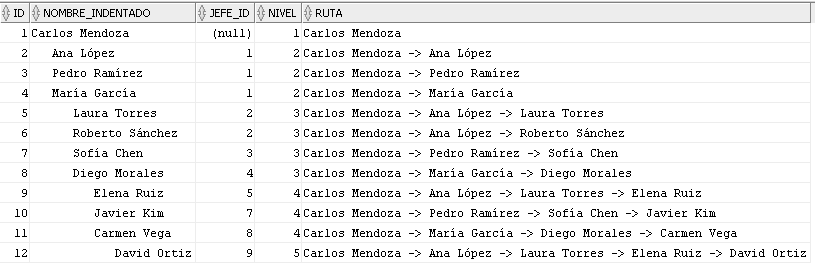 ID NOMBRE_INDENTADO JEFE_ID NIVEL RUTA
1 Carlos Mendoza (null) 1 Carlos Mendoza
2 Ana López 1 2 Carlos Mendoza -> Ana López
3 Pedro Ramírez 1 2 Carlos Mendoza -> Pedro Ramírez
4 María García 1 2 Carlos Mendoza -> María García
5 Laura Torres 2 3 Carlos Mendoza -> Ana López -> Laura Torres
6 Roberto Sánchez 2 3 Carlos Mendoza -> Ana López -> Roberto Sánchez
7 Sofía Chen 3 3 Carlos Mendoza -> Pedro Ramírez -> Sofía Chen
8 Diego Morales 4 3 Carlos Mendoza -> María García -> Diego Morales
9 Elena Ruiz 5 4 Carlos Mendoza -> Ana López -> Laura Torres -> Elena Ruiz
10 Javier Kim 7 4 Carlos Mendoza -> Pedro Ramírez -> Sofía Chen -> Javier Kim
11 Carmen Vega 8 4 Carlos Mendoza -> María García -> Diego Morales -> Carmen Vega
12 David Ortiz 9 5 Carlos Mendoza -> Ana López -> Laura Torres -> Elena Ruiz -> David Ortiz